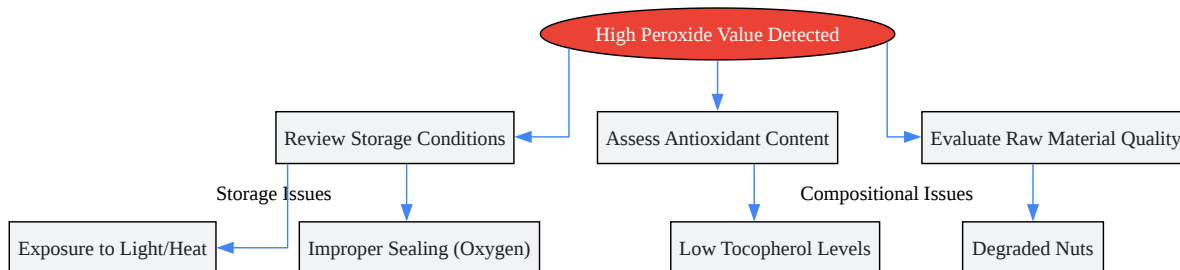 High Peroxide Value Detected
Review Storage Conditions
Assess Antioxidant Content
Evaluate Raw Material Quality
Storage Issues
Compositional Issues
Exposure to Light/Heat
Improper Sealing (Oxygen)
Low Tocopherol Levels
Degraded Nuts